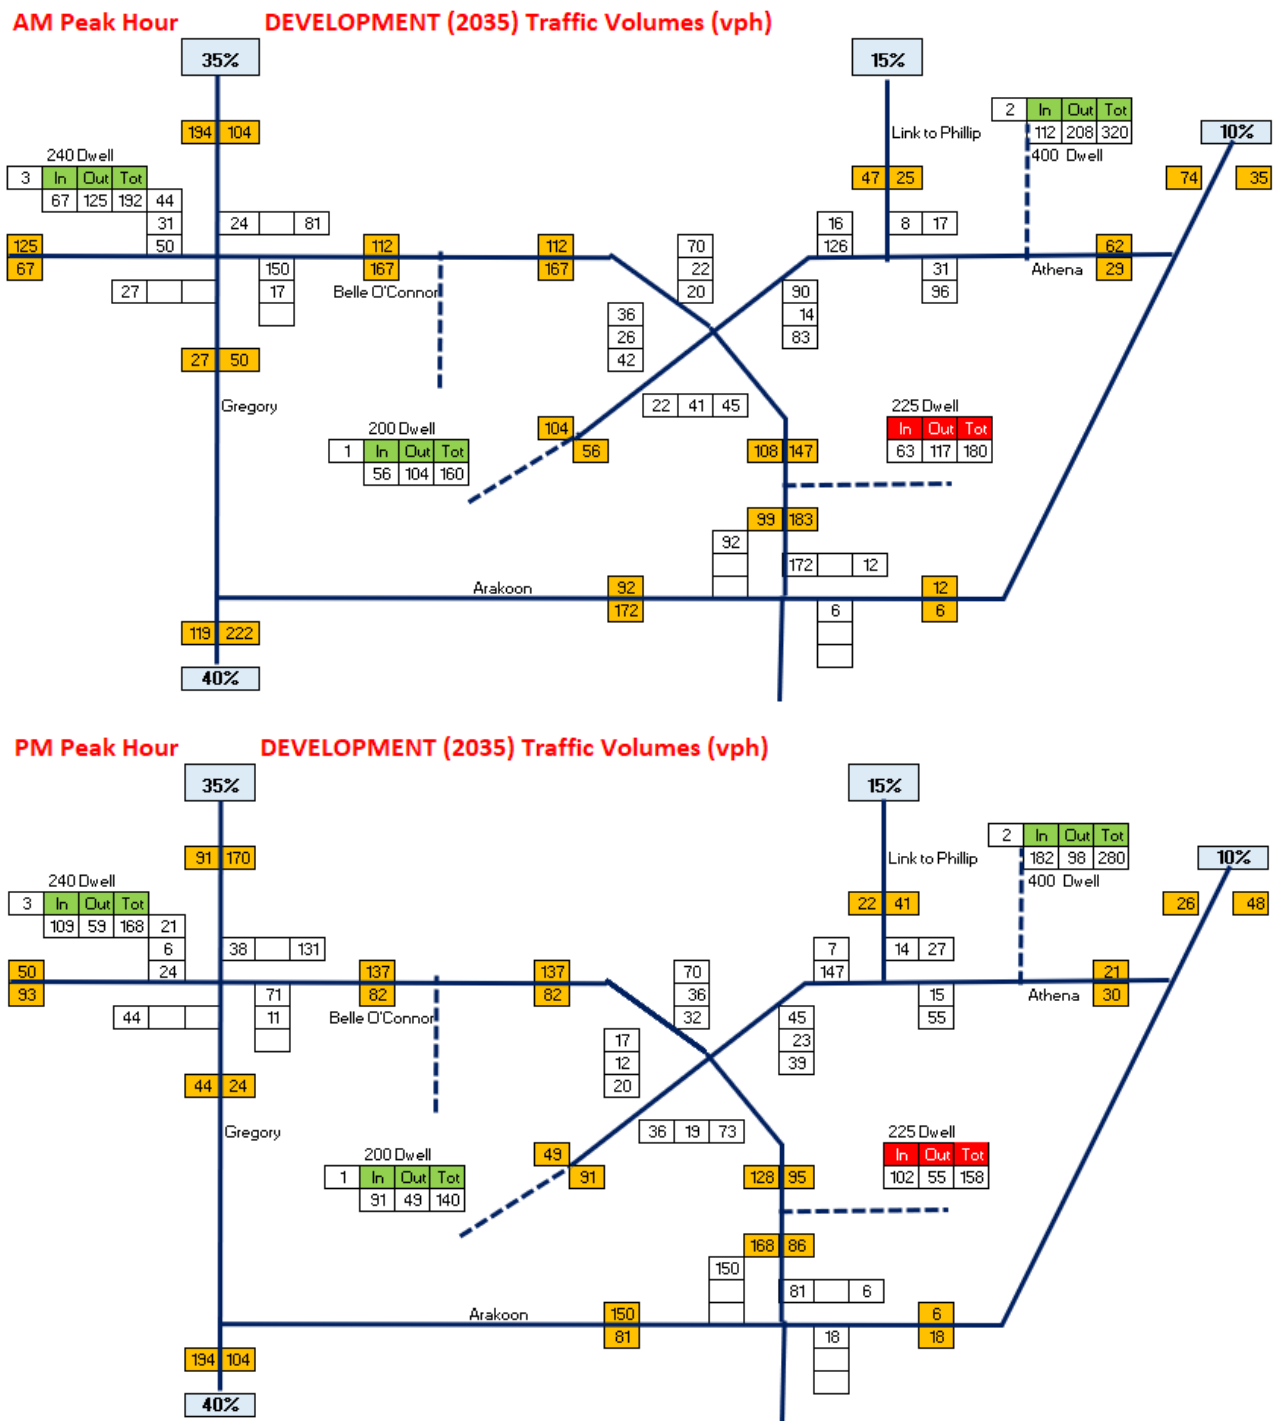 AM Peak Hour DEVELOPMENT (2035) Traffic Volumes (vph)
35% 15%
2 In Out Tot
194 104 Link to Phillip 112 208 320 10%
240 Dwell 400 Dwell
3 In Out Tot 47 25 74 35
67 125 192 44
31 24 81 16 8 17
125 50 112 112 70 126 62
67 150 167 167 22 31 Athena 29
27 17 Belle O'Connor 20 90 96
36 14
26 83
27 50 42
Gregory 22 41 45 225 Dwell
200 Dwell 104 In Out Tot
1 In Out Tot 56 108 147 63 117 180
56 104 160
99 183
92
172 12
Arakoon 92 12
172 6 6
119 222
40%
PM Peak Hour DEVELOPMENT (2035) Traffic Volumes (vph)
35% 15%
2 In Out Tot
91 170 Link to Phillip 182 98 280 10%
240 Dwell 400 Dwell
3 In Out Tot 22 41 26 48
109 59 168 21
6 38 131 7 14 27
50 24 137 137 70 147 21
93 71 82 82 36 15 Athena 30
44 11 Belle O'Connor 32 45 55
17 23
12 39
44 24 20
Gregory 36 19 73 225 Dwell
200 Dwell 49 In Out Tot
1 In Out Tot 91 128 95 102 55 158
91 49 140
168 86
150
81 6
Arakoon 150 6
81 18 18
194 104
40%